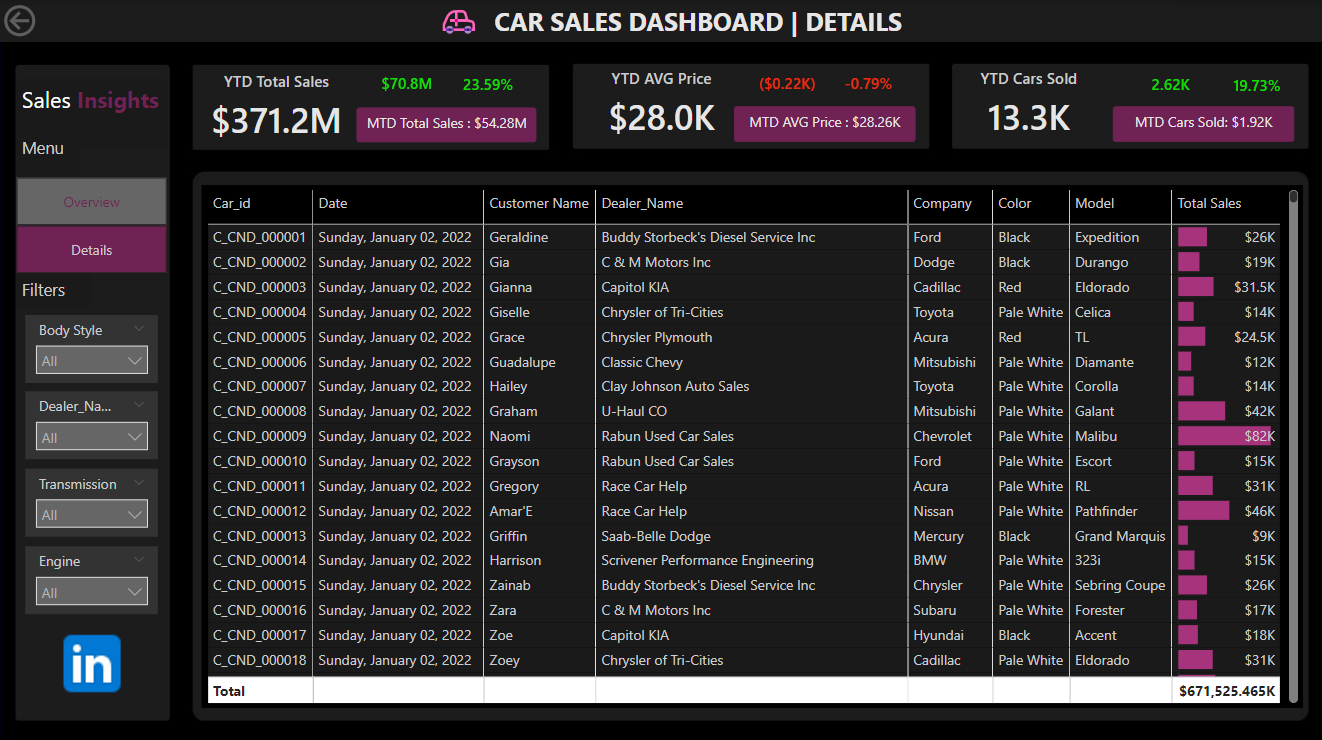 CAR SALES DASHBOARD | DETAILS
Sales Insights
Menu
Overview
Details
Filters
Body Style
All
Dealer_Na...
All
Transmission
All
Engine
All
in
YTD Total Sales $70.8M 23.59%
$371.2M MTD Total Sales : $54.28M
YTD AVG Price ($0.22K) -0.79%
$28.0K MTD AVG Price : $28.26K
YTD Cars Sold 2.62K 19.73%
13.3K MTD Cars Sold: $1.92K
Car_id Date Customer Name Dealer_Name Company Color Model Total Sales
C_CND_000001 Sunday, January 02, 2022 Geraldine Buddy Storbeck's Diesel Service Inc Ford Black Expedition $26K
C_CND_000002 Sunday, January 02, 2022 Gia C & M Motors Inc Dodge Black Durango $19K
C_CND_000003 Sunday, January 02, 2022 Gianna Capitol KIA Cadillac Red Eldorado $31.5K
C_CND_000004 Sunday, January 02, 2022 Giselle Chrysler of Tri-Cities Toyota Pale White Celica $14K
C_CND_000005 Sunday, January 02, 2022 Grace Chrysler Plymouth Acura Red TL $24.5K
C_CND_000006 Sunday, January 02, 2022 Guadalupe Classic Chevy Mitsubishi Pale White Diamante $12K
C_CND_000007 Sunday, January 02, 2022 Hailey Clay Johnson Auto Sales Toyota Pale White Corolla $14K
C_CND_000008 Sunday, January 02, 2022 Graham U-Haul CO Mitsubishi Pale White Galant $42K
C_CND_000009 Sunday, January 02, 2022 Naomi Rabun Used Car Sales Chevrolet Pale White Malibu $82K
C_CND_000010 Sunday, January 02, 2022 Grayson Rabun Used Car Sales Ford Pale White Escort $15K
C_CND_000011 Sunday, January 02, 2022 Gregory Race Car Help Acura Pale White RL $31K
C_CND_000012 Sunday, January 02, 2022 Amar'E Race Car Help Nissan Pale White Pathfinder $46K
C_CND_000013 Sunday, January 02, 2022 Griffin Saab-Belle Dodge Mercury Black Grand Marquis $9K
C_CND_000014 Sunday, January 02, 2022 Harrison Scrivener Performance Engineering BMW Pale White 323i $15K
C_CND_000015 Sunday, January 02, 2022 Zainab Buddy Storbeck's Diesel Service Inc Chrysler Pale White Sebring Coupe $26K
C_CND_000016 Sunday, January 02, 2022 Zara C & M Motors Inc Subaru Pale White Forester $17K
C_CND_000017 Sunday, January 02, 2022 Zoe Capitol KIA Hyundai Black Accent $18K
C_CND_000018 Sunday, January 02, 2022 Zoey Chrysler of Tri-Cities Cadillac Pale White Eldorado $31K
Total $671,525.465K